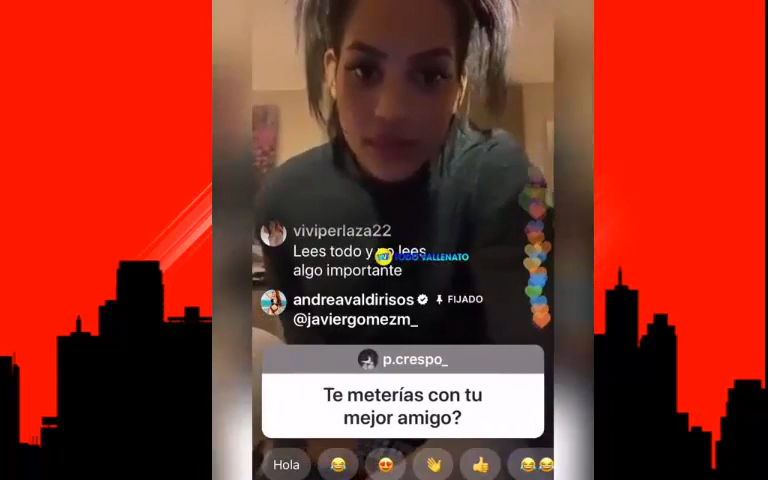 viviperlaza22
Lees todo y no lees
algo importante
TODO VALLENATO
andreavaldirisos FIJADO
@javiergomezm_
p.crespo_
Te meterías con tu
mejor amigo?
Hola